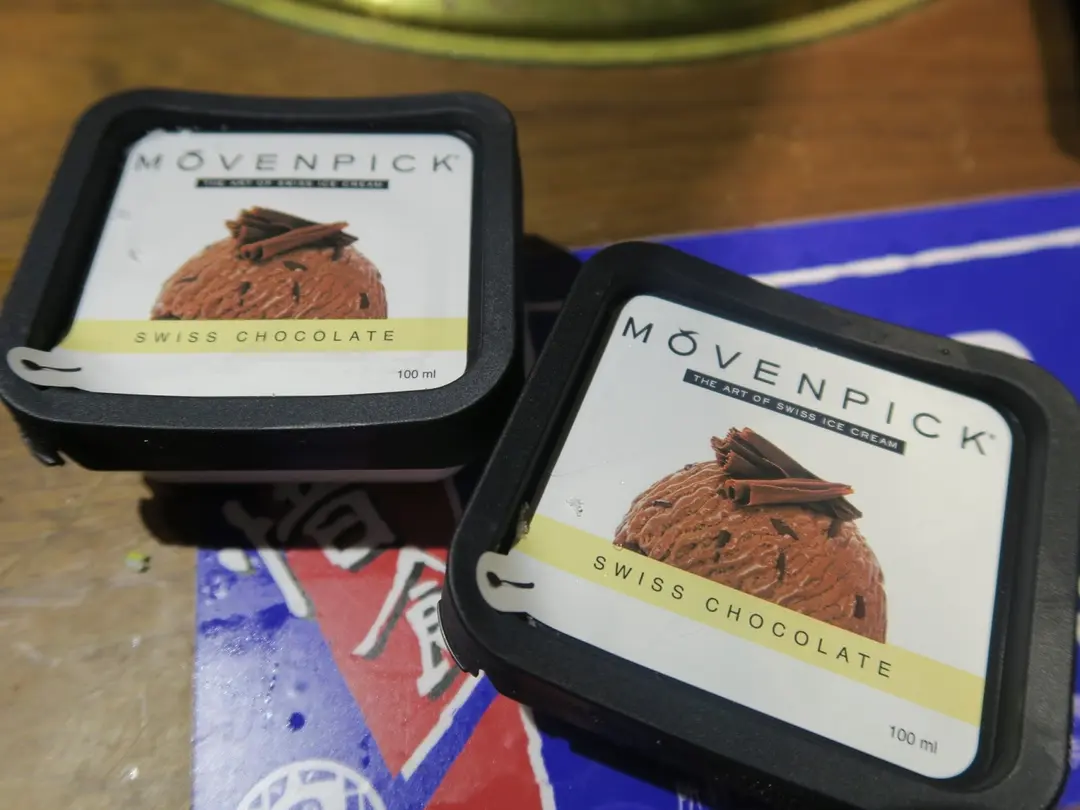 MÖVENPICK
THE ART OF SWISS ICE CREAM
SWISS CHOCOLATE
100 ml
MÖVENPICK
THE ART OF SWISS ICE CREAM
SWISS CHOCOLATE
100 ml